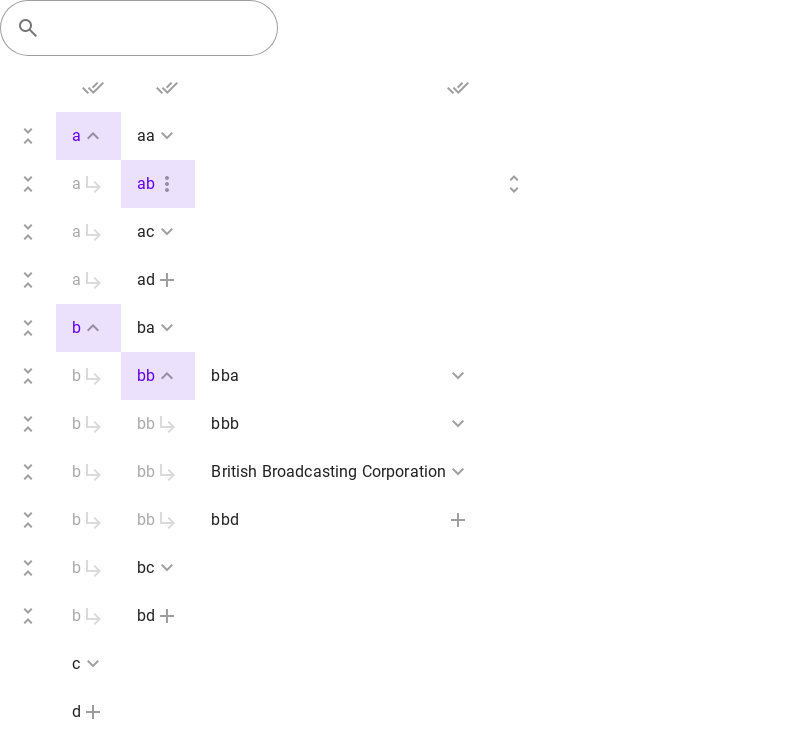 a aa
a ab
a ac
a ad
b ba
b bb bba
b bb bbb
b bb British Broadcasting Corporation
b bb bbd
b bc
b bd
c
d